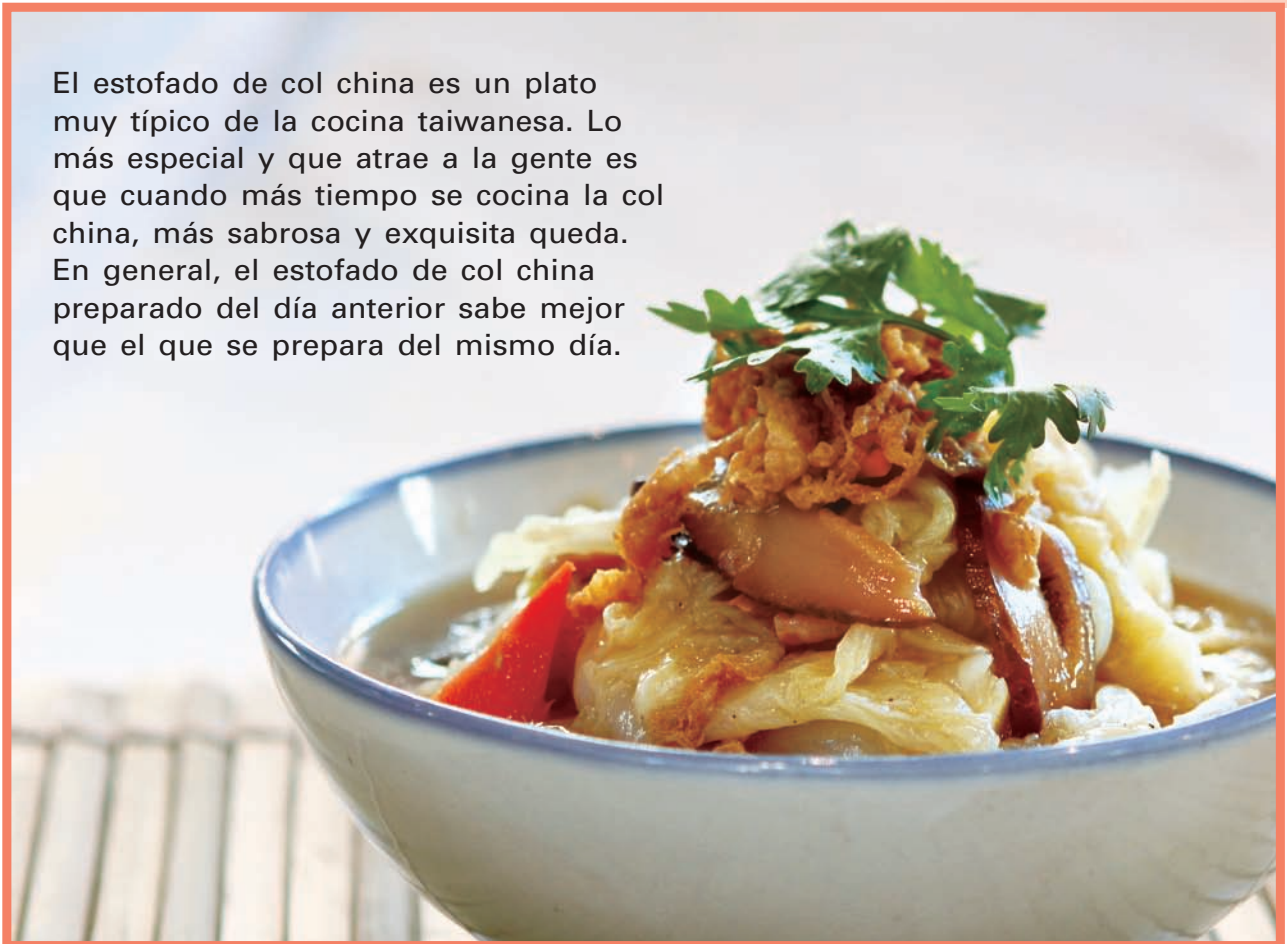 El estofado de col china es un plato
muy típico de la cocina taiwanesa. Lo
más especial y que atrae a la gente es
que cuando más tiempo se cocina la col
china, más sabrosa y exquisita queda.
En general, el estofado de col china
preparado del día anterior sabe mejor
que el que se prepara del mismo día.